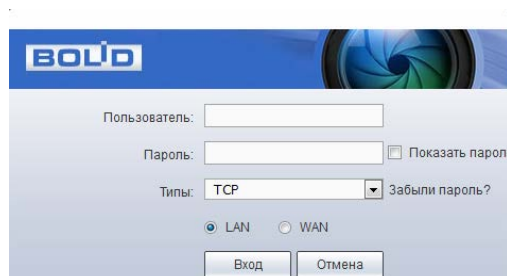 BOLID
Пользователь:
Пароль: Показать парол
Типы: TCP Забыли пароль?
LAN WAN
Вход Отмена